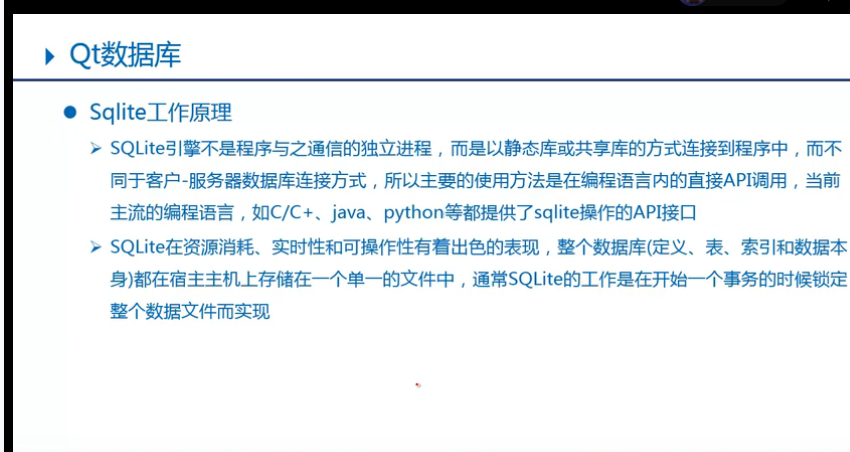 Qt数据库
Sqlite工作原理
SQLite引擎不是程序与之通信的独立进程，而是以静态库或共享库的方式连接到程序中，而不
同于客户-服务器数据库连接方式，所以主要的使用方法是在编程语言内的直接API调用，当前
主流的编程语言，如C/C+、java、python等都提供了sqlite操作的API接口
SQLite在资源消耗、实时性和可操作性有着出色的表现，整个数据库(定义、表、索引和数据本
身)都在宿主主机上存储在一个单一的文件中，通常SQLite的工作是在开始一个事务的时候锁定
整个数据文件而实现